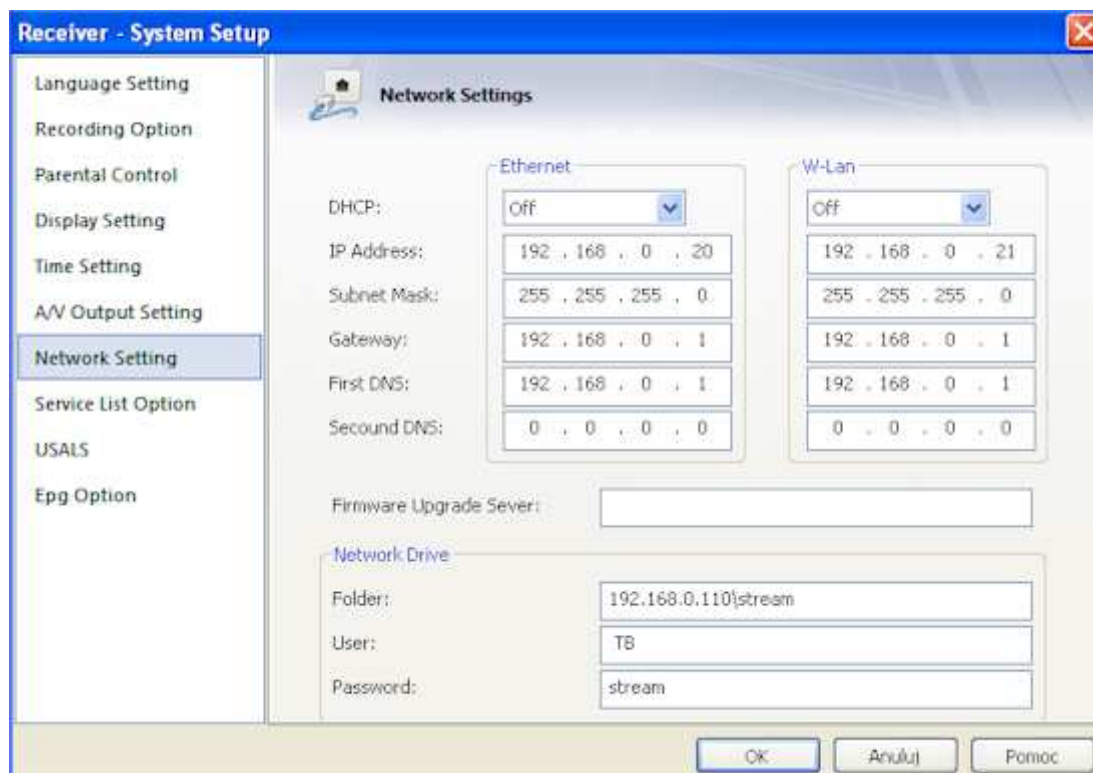 Receiver - System Setup
Language Setting
Recording Option
Parental Control
Display Setting
Time Setting
A/V Output Setting
Network Setting
Service List Option
USALS
Epg Option
Network Settings
Ethernet W-Lan
DHCP: Off Off
IP Address: 192 . 168 . 0 . 20 192 . 168 . 0 . 21
Subnet Mask: 255 . 255 . 255 . 0 255 . 255 . 255 . 0
Gateway: 192 . 168 . 0 . 1 192 . 168 . 0 . 1
First DNS: 192 . 168 . 0 . 1 192 . 168 . 0 . 1
Secound DNS: 0 . 0 . 0 . 0 0 . 0 . 0 . 0
Firmware Upgrade Sever:
Network Drive
Folder: 192.168.0.110\stream
User: TB
Password: stream
OK Anuluj Pomoc